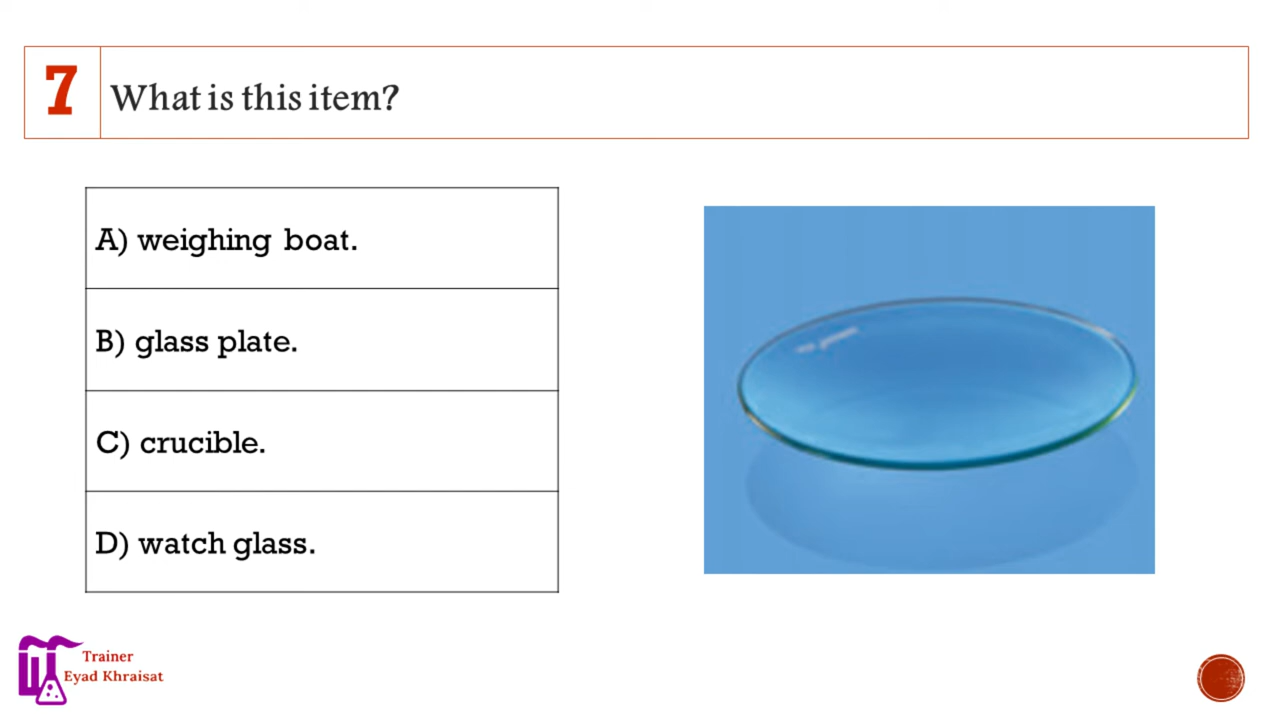 7
What is this item?
A) weighing boat.
B) glass plate.
C) crucible.
D) watch glass.
Trainer
Eyad Khraisat